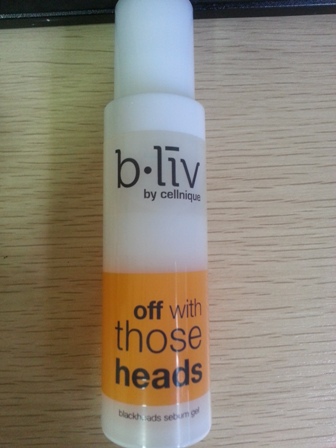 b·līv
by cellnique
off with
those
heads
blackheads sebum gel